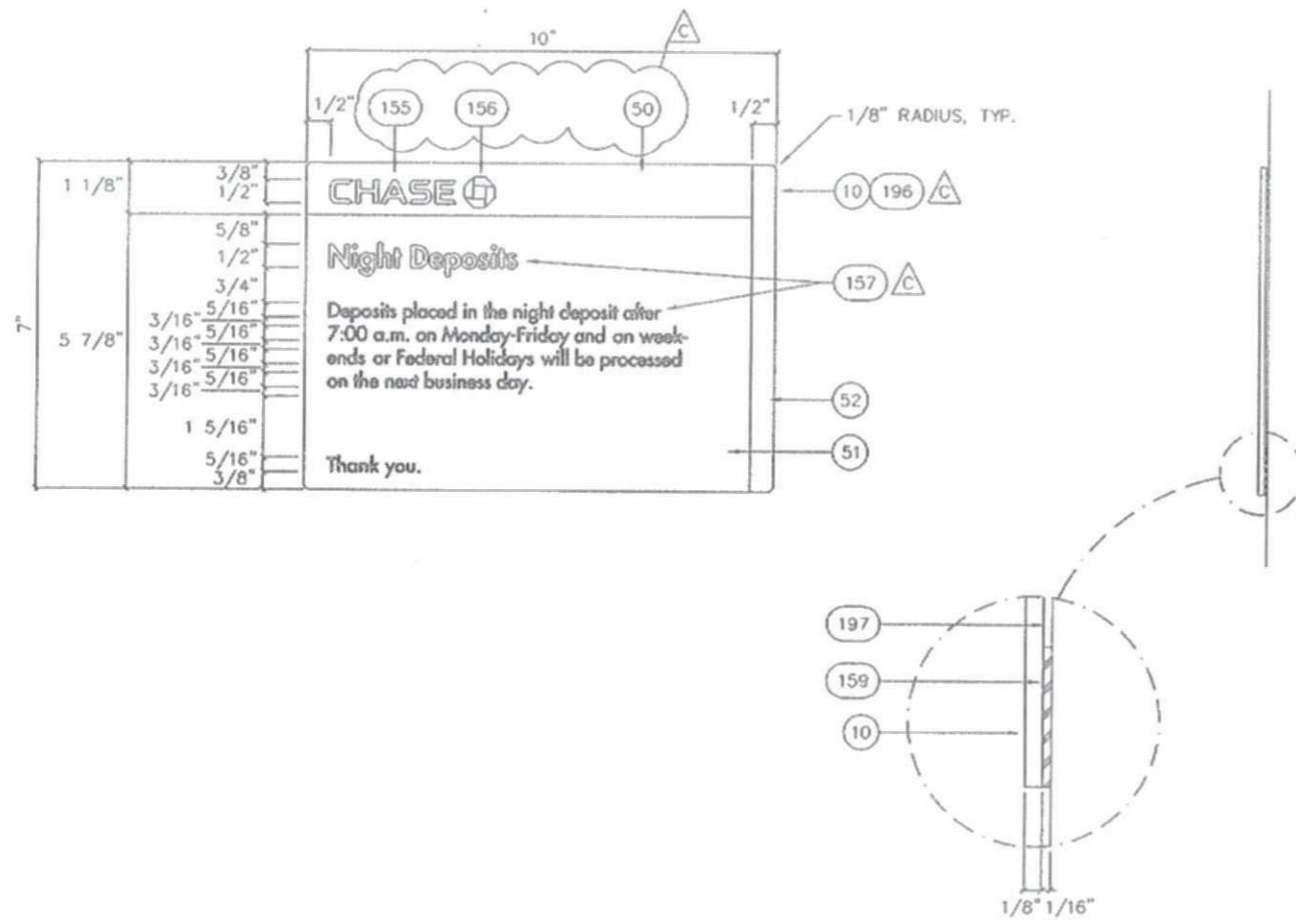 10"
C
1/2" 155 156 50 1/2"
1/8" RADIUS, TYP.
3/8"
1 1/8"
1/2"
CHASE
10 196 C
5/8"
1/2"
Night Deposits
157 C
3/4"
5/16"
Deposits placed in the night deposit after
3/16"
5/16"
7:00 a.m. on Monday-Friday and on week-
7"
5 7/8"
3/16"
5/16"
ends or Federal Holidays will be processed
3/16"
5/16"
on the next business day.
3/16"
52
1 5/16"
51
5/16"
Thank you.
3/8"
197
159
10
1/8" 1/16"